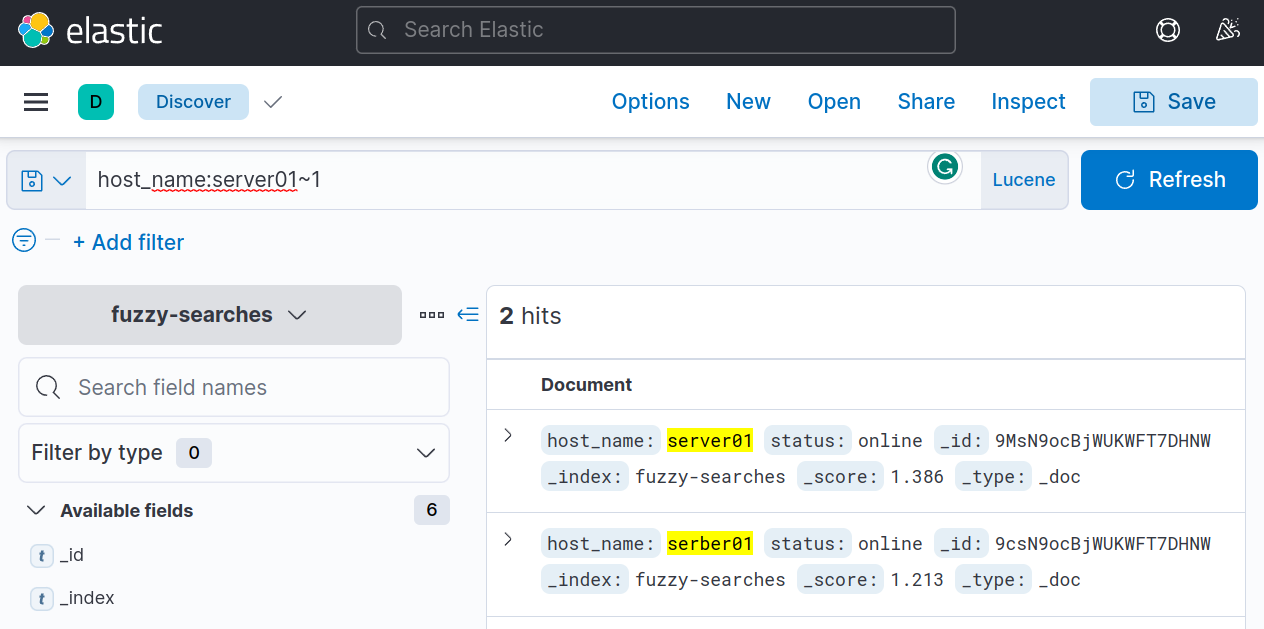 elastic Search Elastic
D Discover Options New Open Share Inspect Save
host_name:server01~1 Lucene Refresh
+ Add filter
fuzzy-searches
2 hits
Search field names
Document
Filter by type 0
host_name: server01 status: online _id: 9MsN9ocBjWUKWFT7DHNW
_index: fuzzy-searches _score: 1.386 _type: _doc
Available fields 6
t _id
host_name: serber01 status: online _id: 9csN9ocBjWUKWFT7DHNW
_index: fuzzy-searches _score: 1.213 _type: _doc
t _index